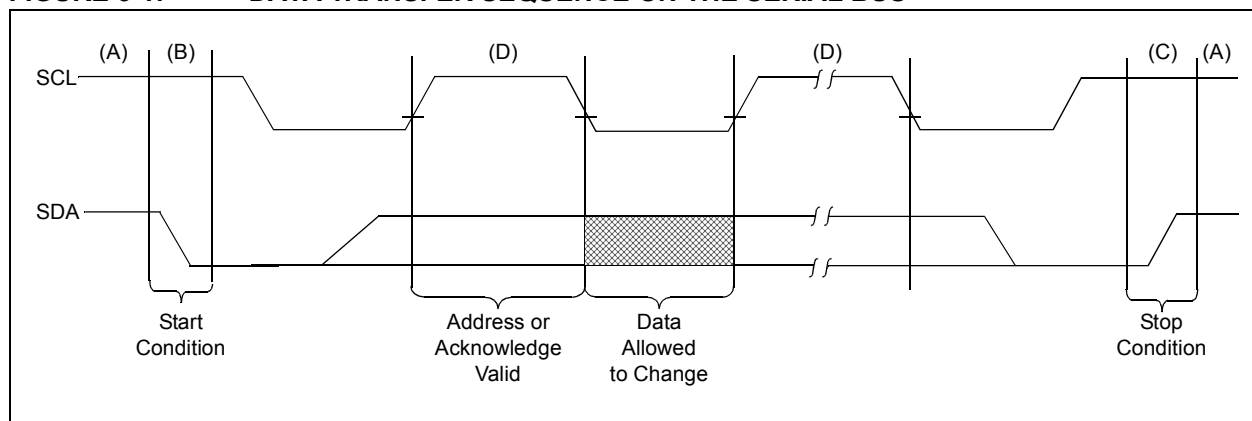 (A) (B) (D) (D) (C) (A)
SCL
SDA
Start
Condition
Address or
Acknowledge
Valid
Data
Allowed
to Change
Stop
Condition